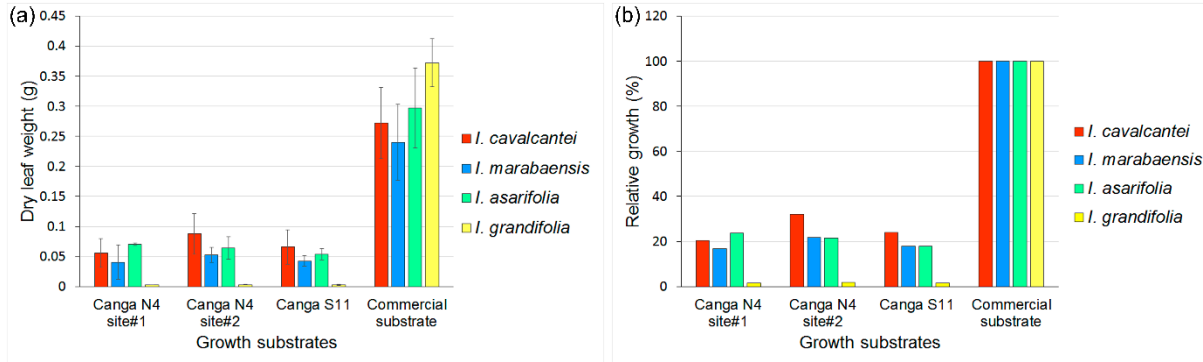 (a)
Dry leaf weight (g)
0.45
0.4
0.35
0.3
0.25
0.2
0.15
0.1
0.05
0
Canga N4
site#1
Canga N4
site#2
Canga S11
Commercial
substrate
Growth substrates
I. cavalcantei
I. marabaensis
I. asarifolia
I. grandifolia
(b)
Relative growth (%)
120
100
80
60
40
20
0
Canga N4
site#1
Canga N4
site#2
Canga S11
Commercial
substrate
Growth substrates
I. cavalcantei
I. marabaensis
I. asarifolia
I. grandifolia